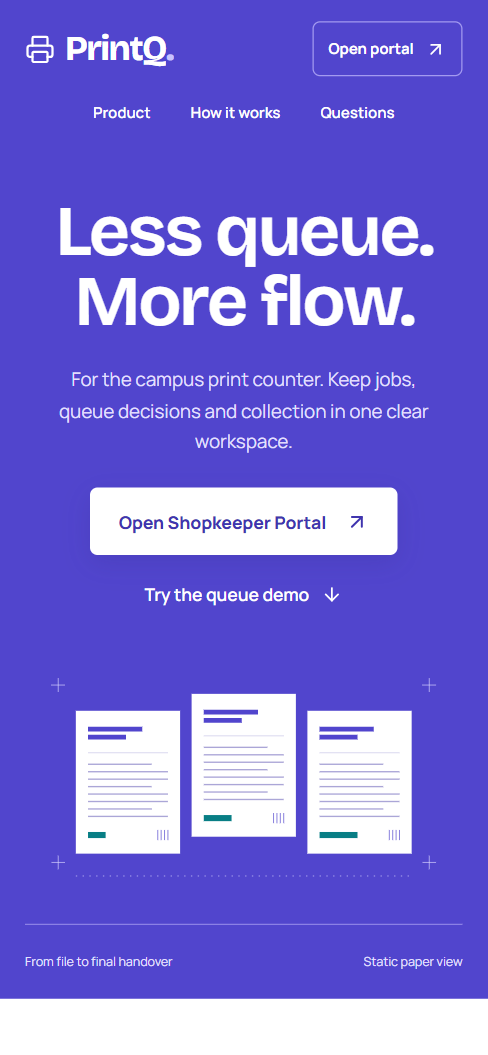 PrintQ.
Open portal
Product
How it works
Questions
Less queue.
More flow.
For the campus print counter. Keep jobs,
queue decisions and collection in one clear
workspace.
Open Shopkeeper Portal
Try the queue demo
From file to final handover
Static paper view